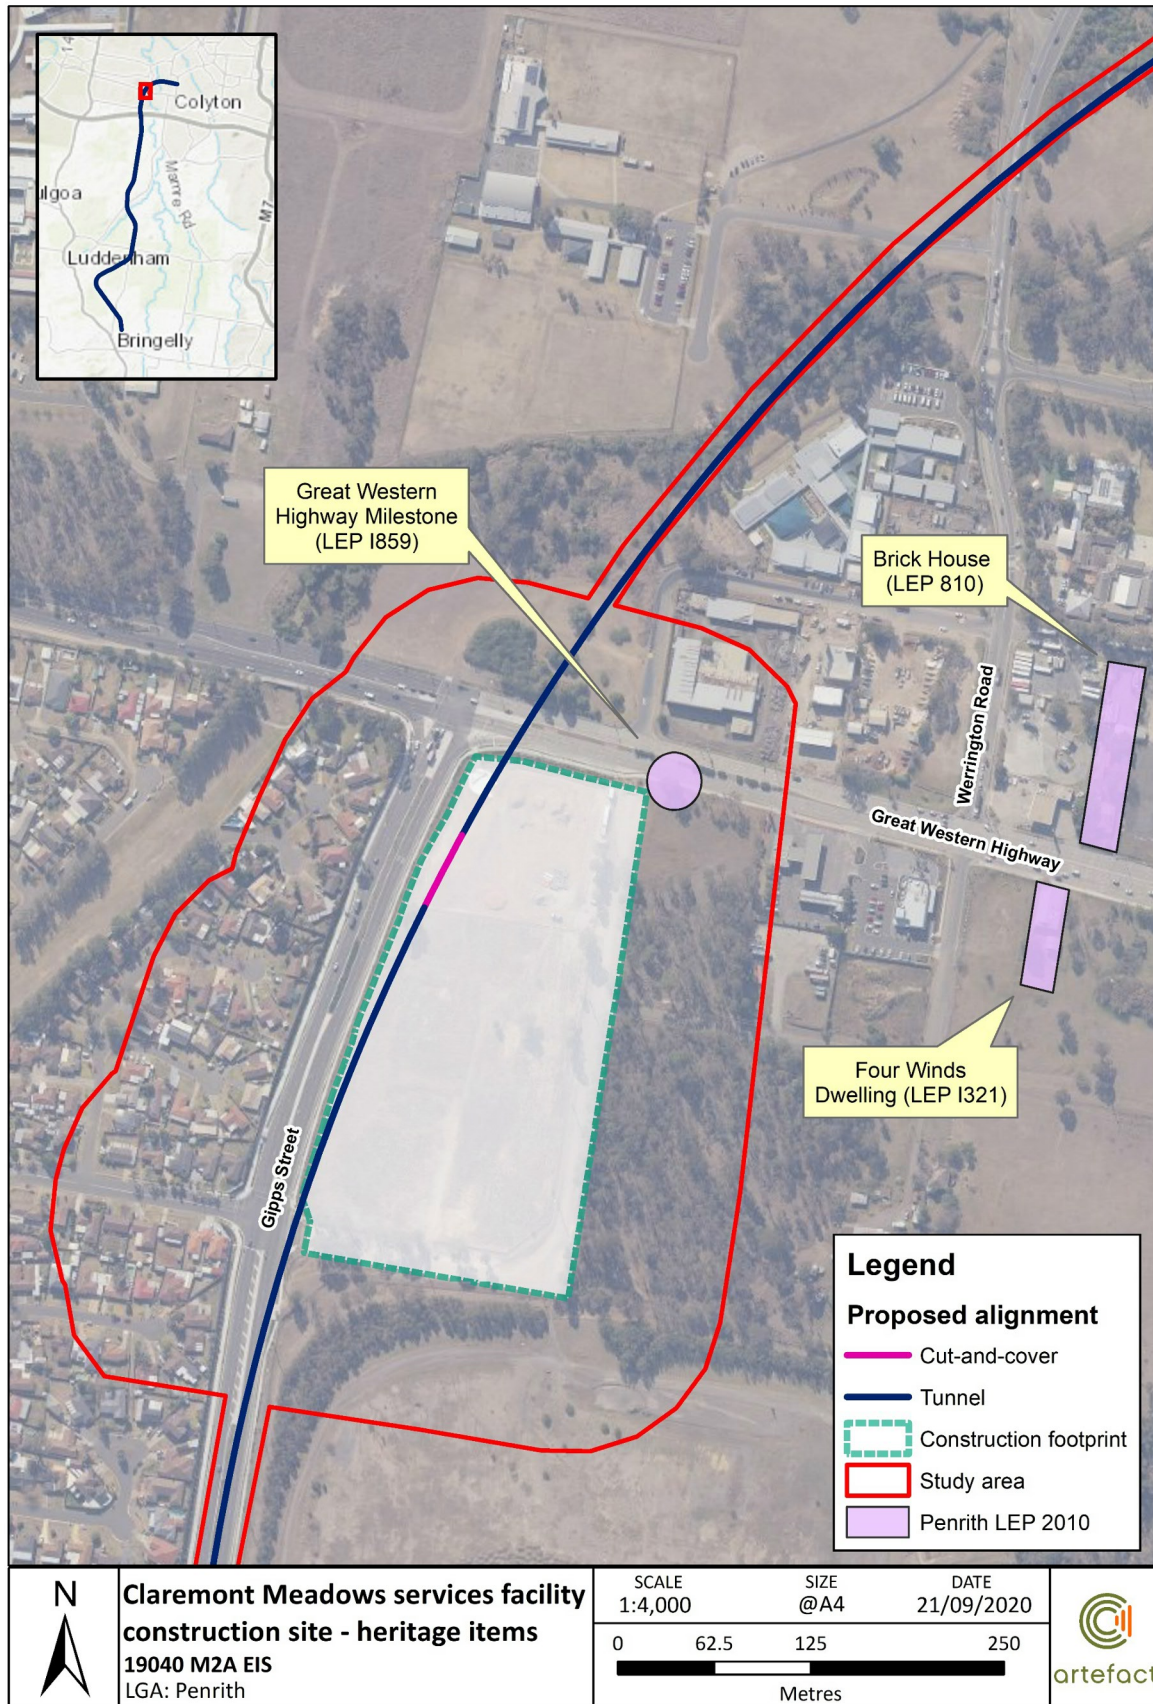 Colyton
Mamre Rd
M7
ulgoa
Luddenham
Bringelly
Great Western
Highway Milestone
(LEP I859)
Brick House
(LEP 810)
Werrington Road
Great Western Highway
Four Winds
Dwelling (LEP I321)
Gipps Street
Legend
Proposed alignment
Cut-and-cover
Tunnel
Construction footprint
Study area
Penrith LEP 2010
N
Claremont Meadows services facility
construction site - heritage items
19040 M2A EIS
LGA: Penrith
SCALE
1:4,000
SIZE
@A4
DATE
21/09/2020
0 62.5 125 250
Metres
artefact